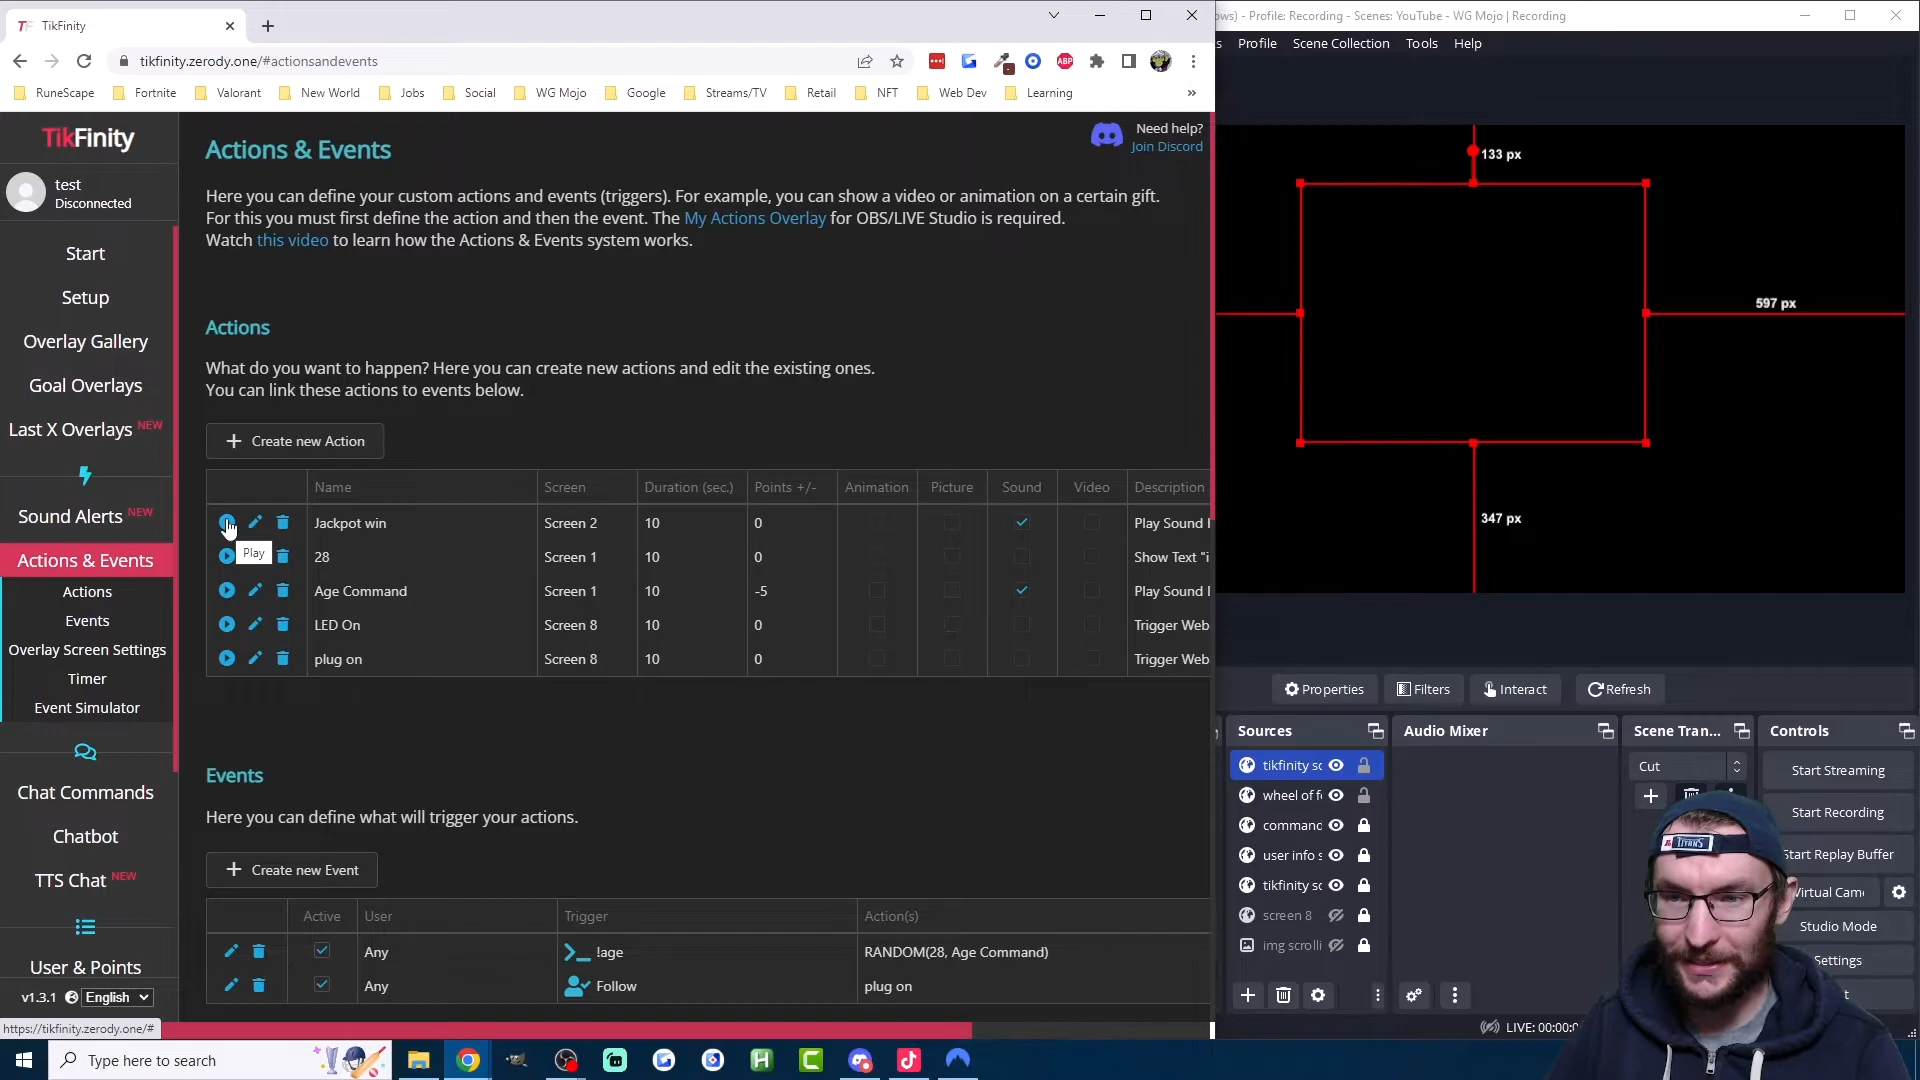 TikFinity
tikfinity.zerody.one/#actionsandevents
RuneScape
Fortnite
Valorant
New World
Jobs
Social
WG Mojo
Google
Streams/TV
Retail
NFT
Web Dev
Learning
»
TikFinity
test
Disconnected
Start
Setup
Overlay Gallery
Goal Overlays
Last X Overlays NEW
Sound Alerts NEW
Actions & Events
Actions
Events
Overlay Screen Settings
Timer
Event Simulator
Chat Commands
Chatbot
TTS Chat NEW
User & Points
v1.3.1 English
https://tikfinity.zerody.one/#
Need help?
Join Discord
Actions & Events
Here you can define your custom actions and events (triggers). For example, you can show a video or animation on a certain gift.
For this you must first define the action and then the event. The My Actions Overlay for OBS/LIVE Studio is required.
Watch this video to learn how the Actions & Events system works.
Actions
What do you want to happen? Here you can create new actions and edit the existing ones.
You can link these actions to events below.
+ Create new Action
Name Screen Duration (sec.) Points +/- Animation Picture Sound Video Description
Jackpot win Screen 2 10 0 Play Sound
Play
28 Screen 1 10 0 Show Text "i
Age Command Screen 1 10 -5 Play Sound
LED On Screen 8 10 0 Trigger Web
plug on Screen 8 10 0 Trigger Web
Events
Here you can define what will trigger your actions.
+ Create new Event
Active User Trigger Action(s)
Any !age RANDOM(28, Age Command)
Any Follow plug on
ows) - Profile: Recording - Scenes: YouTube - WG Mojo | Recording
s Profile Scene Collection Tools Help
133 px
597 px
347 px
Properties
Filters
Interact
Refresh
Sources
tikfinity sc
wheel of f
command
user info s
tikfinity sc
screen 8
img scrolli
Audio Mixer
Scene Tran...
Cut
Controls
Start Streaming
Start Recording
Start Replay Buffer
Virtual Cam
Studio Mode
Settings
t
TITANS
LIVE: 00:00:0
Type here to search